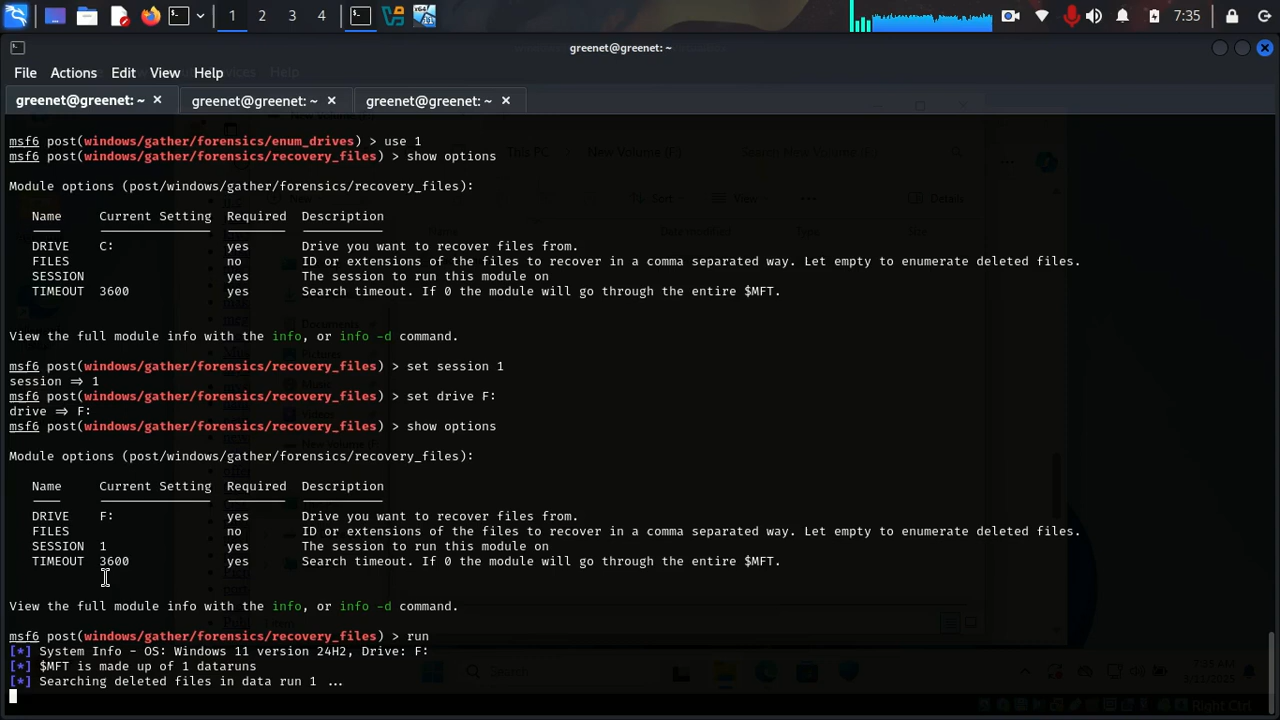 1 2 3 4 7:35
greenet@greenet: ~
File Actions Edit View Help
greenet@greenet: ~ × greenet@greenet: ~ × greenet@greenet: ~ ×
msf6 post(windows/gather/forensics/enum_drives) > use 1
msf6 post(windows/gather/forensics/recovery_files) > show options
Module options (post/windows/gather/forensics/recovery_files):
Name Current Setting Required Description
DRIVE C: yes Drive you want to recover files from.
FILES no ID or extensions of the files to recover in a comma separated way. Let empty to enumerate deleted files.
SESSION yes The session to run this module on
TIMEOUT 3600 yes Search timeout. If 0 the module will go through the entire $MFT.
View the full module info with the info, or info -d command.
msf6 post(windows/gather/forensics/recovery_files) > set session 1
session ⇒ 1
msf6 post(windows/gather/forensics/recovery_files) > set drive F:
drive ⇒ F:
msf6 post(windows/gather/forensics/recovery_files) > show options
Module options (post/windows/gather/forensics/recovery_files):
Name Current Setting Required Description
DRIVE F: yes Drive you want to recover files from.
FILES no ID or extensions of the files to recover in a comma separated way. Let empty to enumerate deleted files.
SESSION 1 yes The session to run this module on
TIMEOUT 3600 yes Search timeout. If 0 the module will go through the entire $MFT.
View the full module info with the info, or info -d command.
msf6 post(windows/gather/forensics/recovery_files) > run
[*] System Info - OS: Windows 11 version 24H2, Drive: F:
[*] $MFT is made up of 1 dataruns
[*] Searching deleted files in data run 1 ...